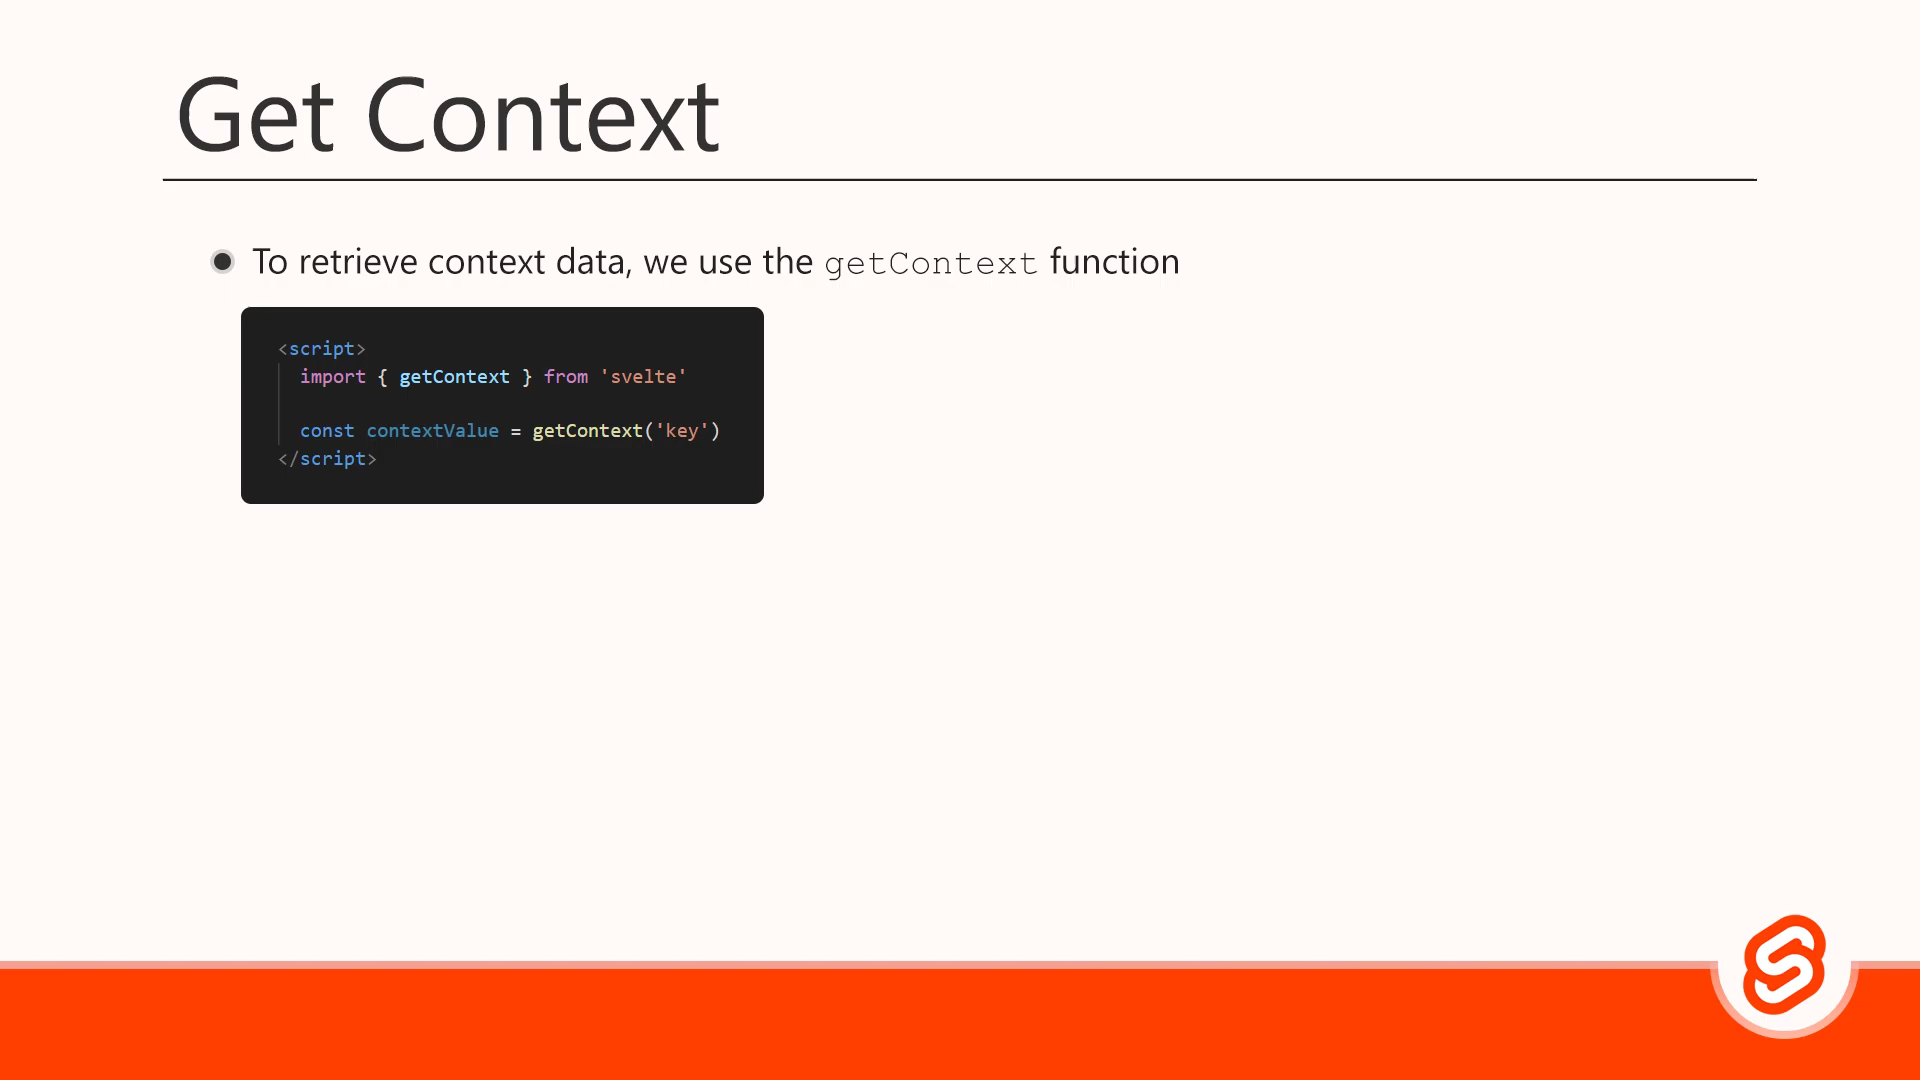 Get Context
To retrieve context data, we use the getContext function
<script>
import { getContext } from 'svelte'
const contextValue = getContext('key')
</script>